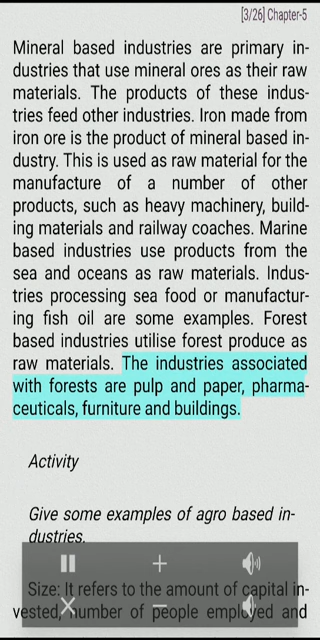 [3/26] Chapter-5
Mineral based industries are primary in-
dustries that use mineral ores as their raw
materials. The products of these indus-
tries feed other industries. Iron made from
iron ore is the product of mineral based in-
dustry. This is used as raw material for the
manufacture of a number of other
products, such as heavy machinery, build-
ing materials and railway coaches. Marine
based industries use products from the
sea and oceans as raw materials. Indus-
tries processing sea food or manufactur-
ing fish oil are some examples. Forest
based industries utilise forest produce as
raw materials. The industries associated
with forests are pulp and paper, pharma-
ceuticals, furniture and buildings.
Activity
Give some examples of agro based in-
dustries.
Size: It refers to the amount of capital in-
vested, number of people employed and